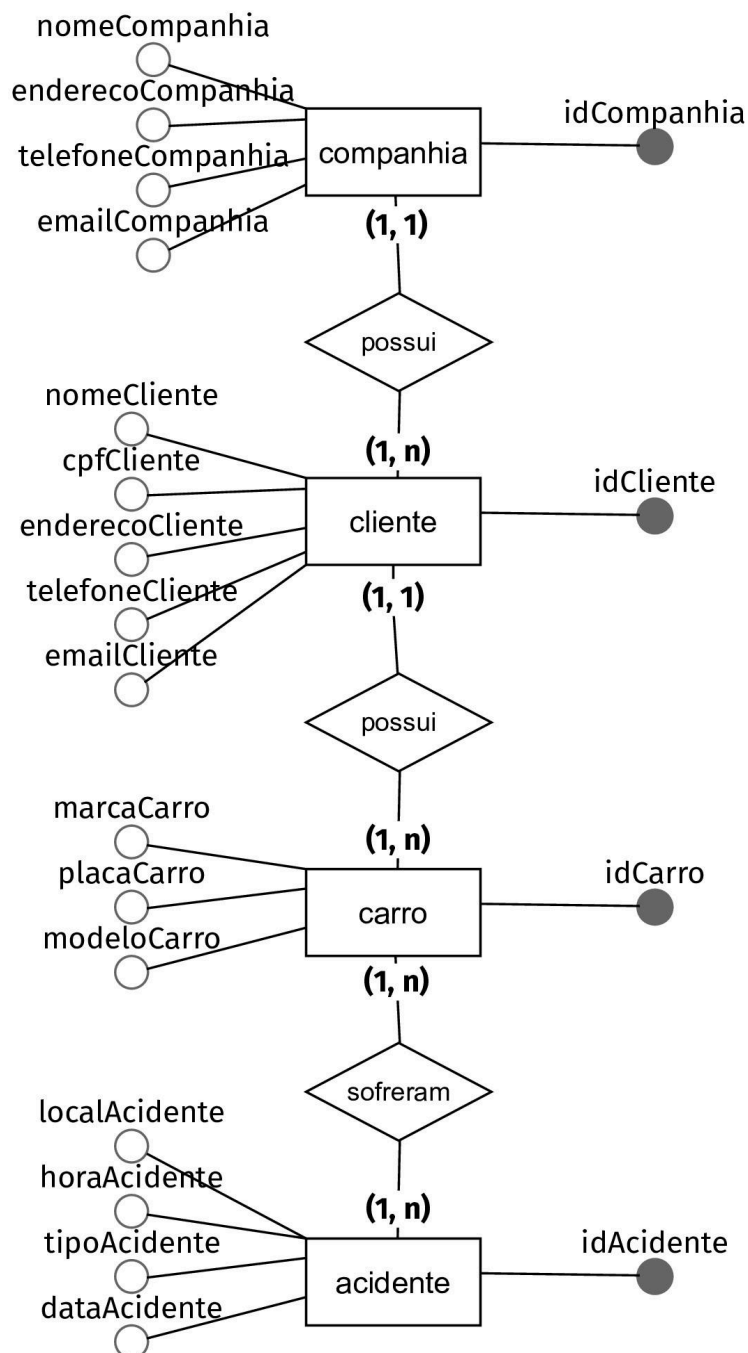 nomeCompanhia
enderecoCompanhia
idCompanhia
telefoneCompanhia
companhia
emailCompanhia
(1, 1)
possui
nomeCliente
(1, n)
cpfCliente
idCliente
enderecoCliente
cliente
telefoneCliente
(1, 1)
emailCliente
possui
marcaCarro
(1, n)
placaCarro
idCarro
carro
modeloCarro
(1, n)
sofreram
localAcidente
horaAcidente
(1, n)
tipoAcidente
idAcidente
acidente
dataAcidente